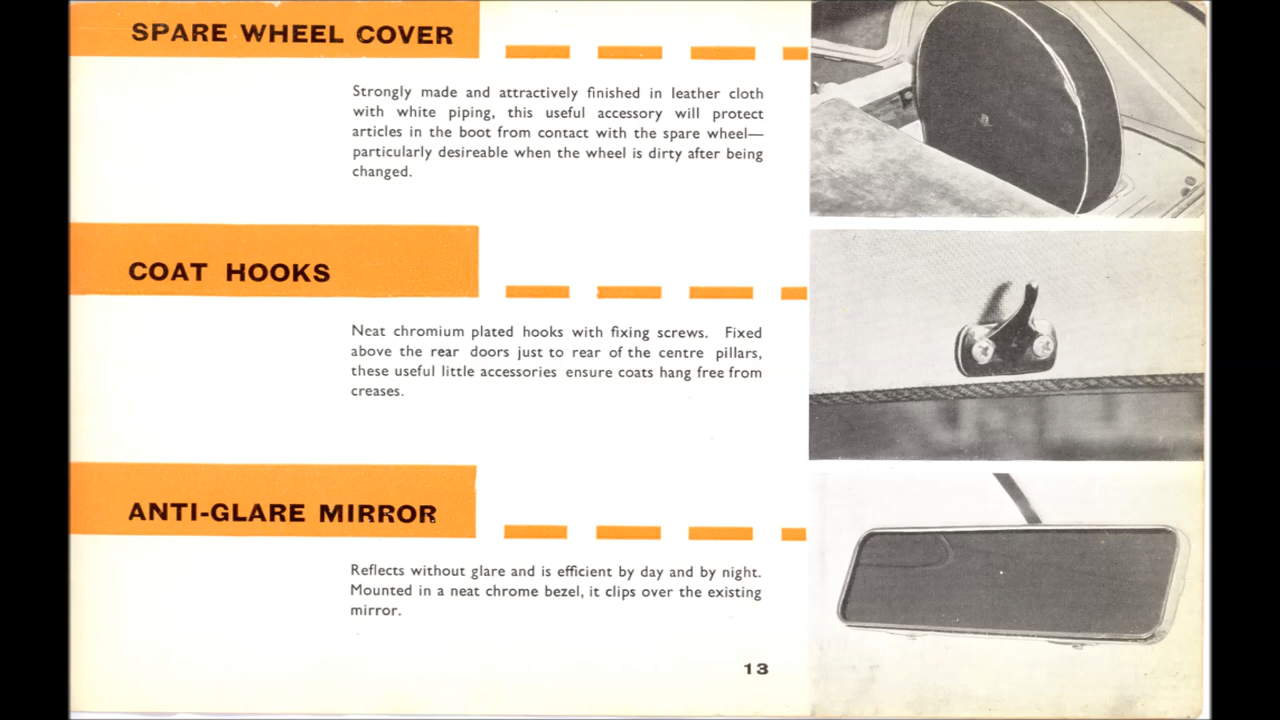 SPARE WHEEL COVER
Strongly made and attractively finished in leather cloth
with white piping, this useful accessory will protect
articles in the boot from contact with the spare wheel—
particularly desireable when the wheel is dirty after being
changed.
COAT HOOKS
Neat chromium plated hooks with fixing screws. Fixed
above the rear doors just to rear of the centre pillars,
these useful little accessories ensure coats hang free from
creases.
ANTI-GLARE MIRROR
Reflects without glare and is efficient by day and by night.
Mounted in a neat chrome bezel, it clips over the existing
mirror.
13